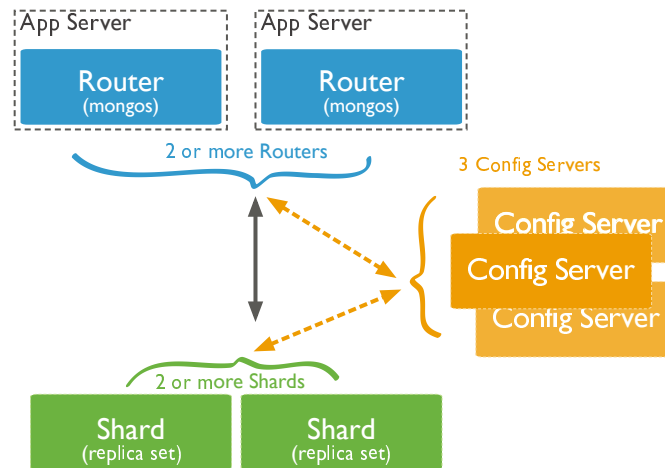 App Server
App Server
Router
(mongos)
Router
(mongos)
2 or more Routers
3 Config Servers
Config Server
Config Server
Config Server
2 or more Shards
Shard
(replica set)
Shard
(replica set)